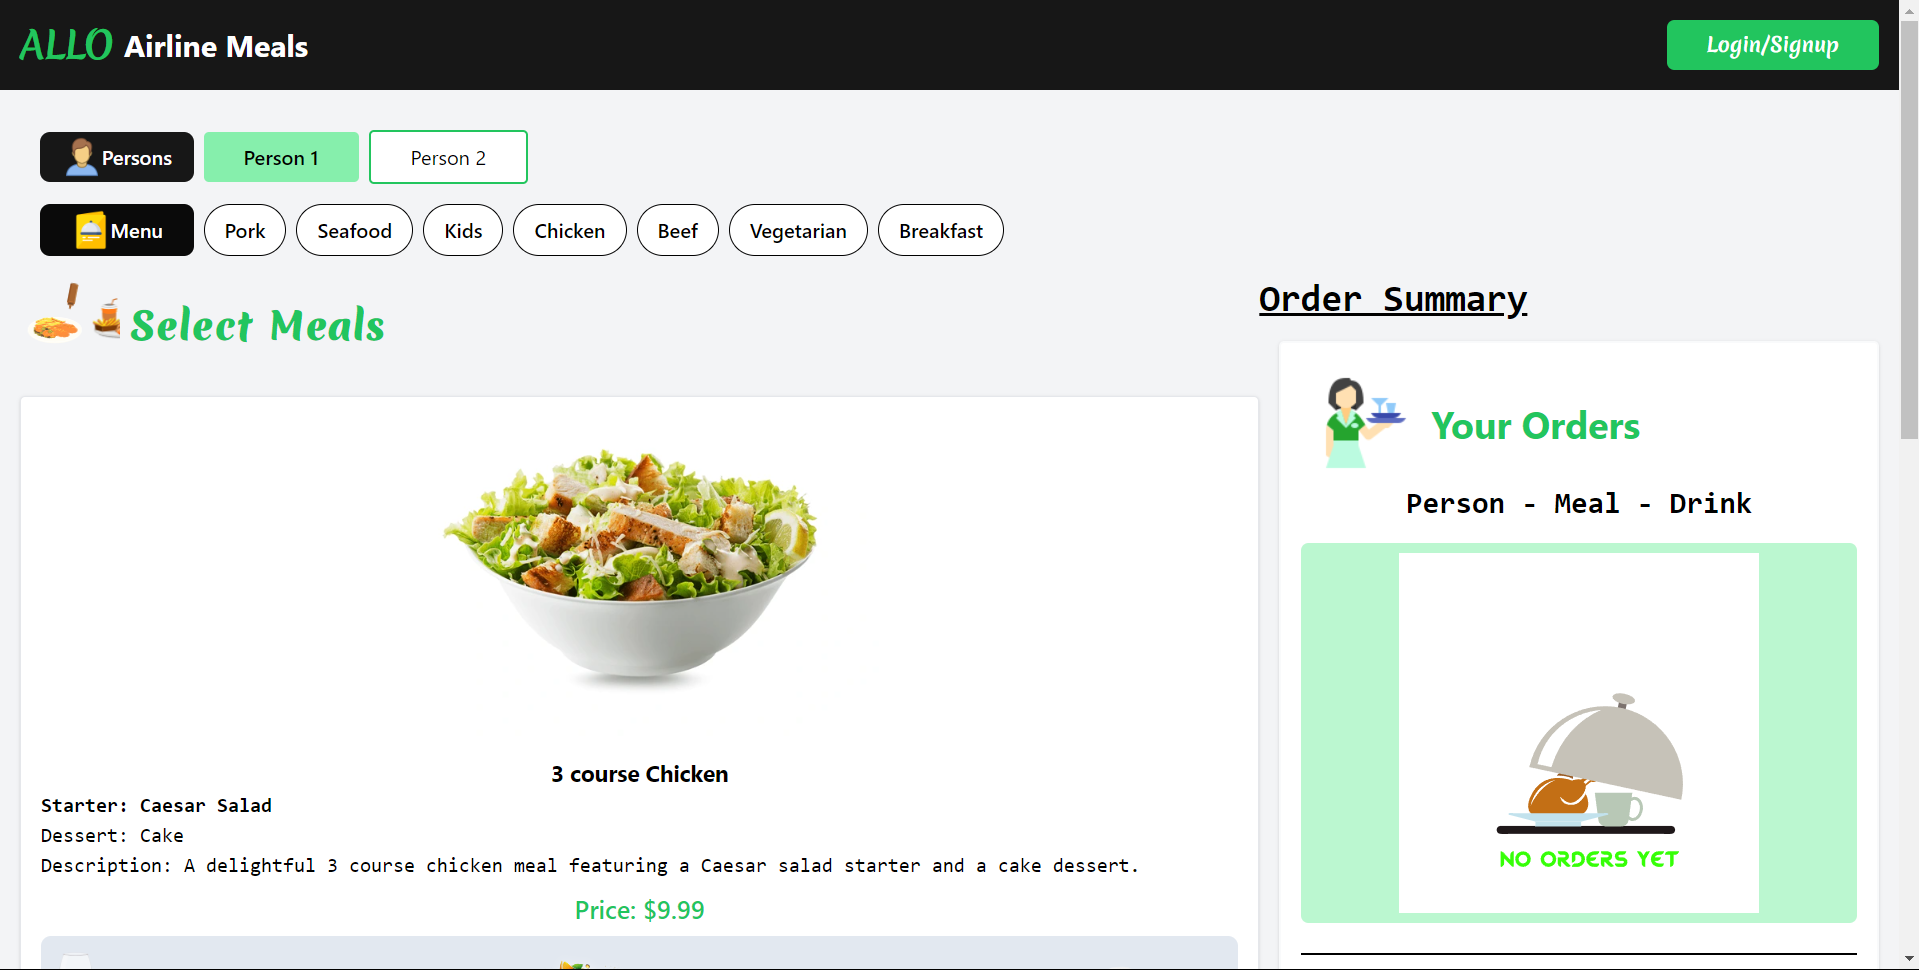 ALLO Airline Meals
Login/Signup
Persons
Person 1
Person 2
Menu
Pork
Seafood
Kids
Chicken
Beef
Vegetarian
Breakfast
Select Meals
3 course Chicken
Starter: Caesar Salad
Dessert: Cake
Description: A delightful 3 course chicken meal featuring a Caesar salad starter and a cake dessert.
Price: $9.99
Order Summary
Your Orders
Person - Meal - Drink
NO ORDERS YET